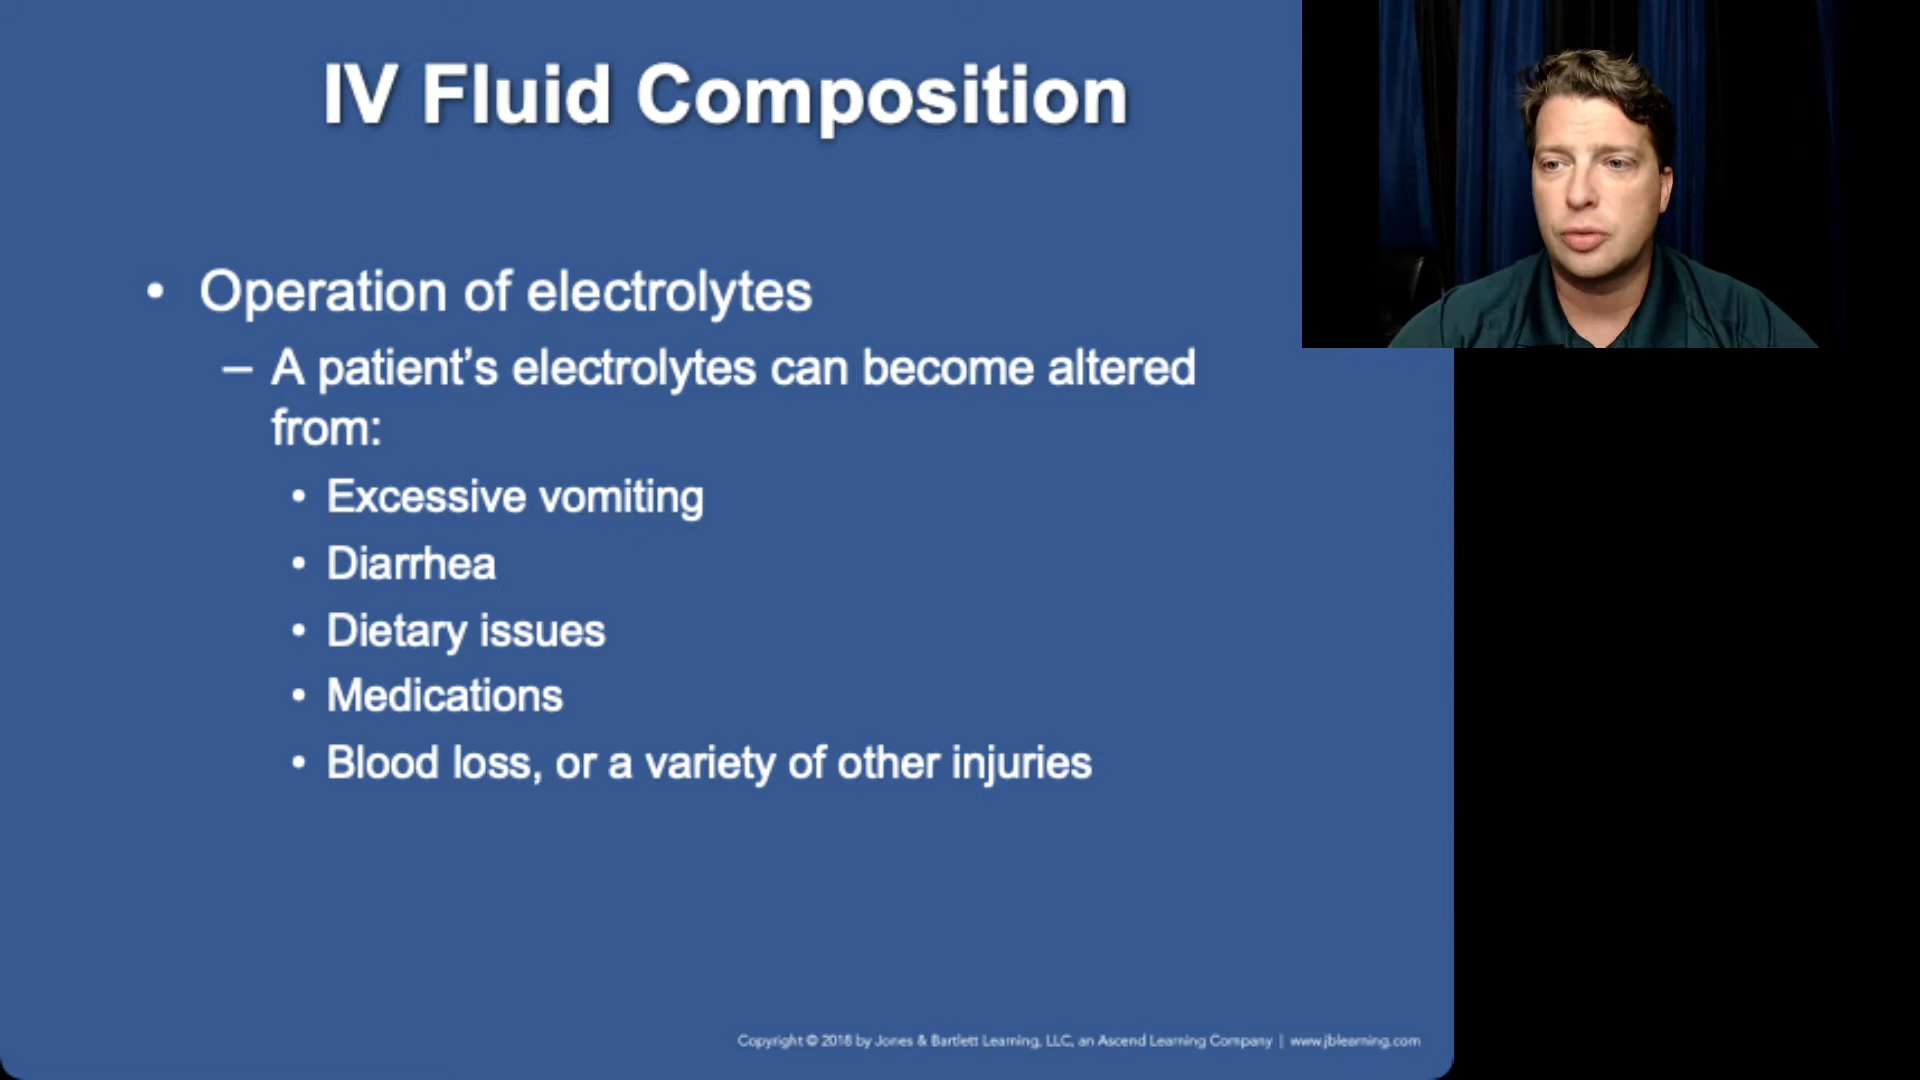 IV Fluid Composition
• Operation of electrolytes
– A patient’s electrolytes can become altered
from:
• Excessive vomiting
• Diarrhea
• Dietary issues
• Medications
• Blood loss, or a variety of other injuries
Copyright © 2018 by Jones & Bartlett Learning, LLC, an Ascend Learning Company | www.jblearning.com